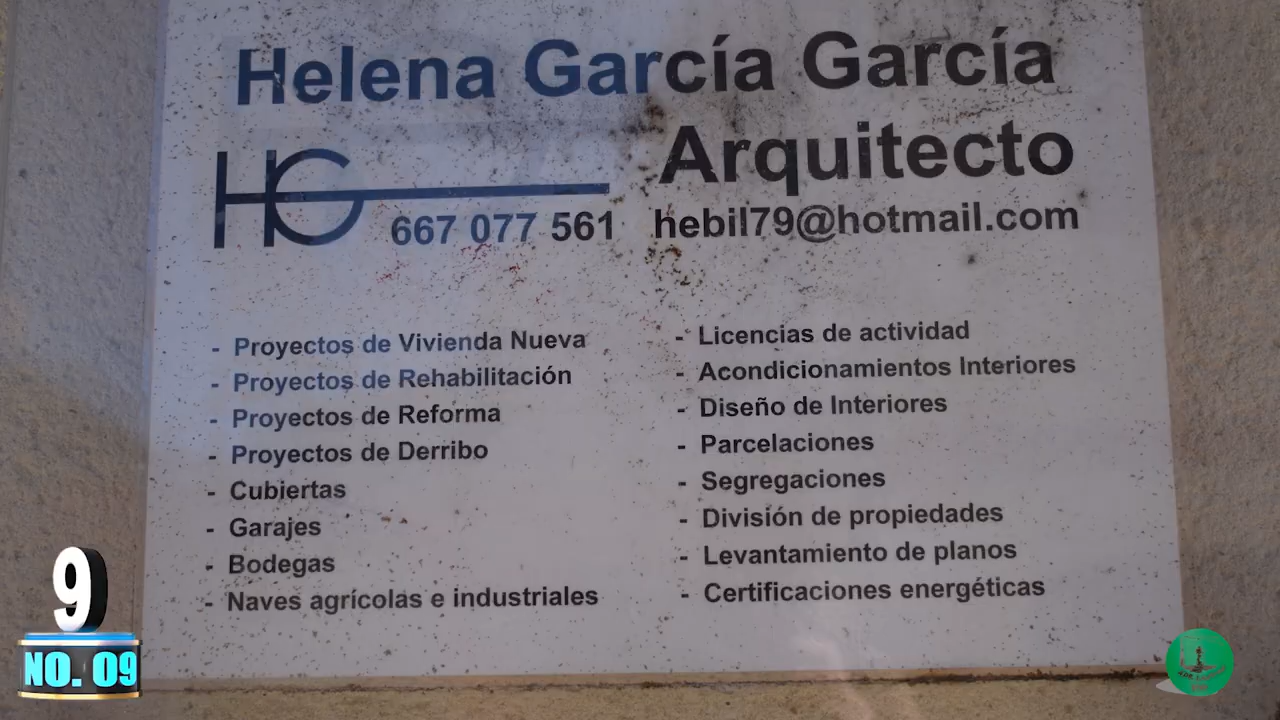 Helena García García
Arquitecto
HG
667 077 561 hebil79@hotmail.com
- Proyectos de Vivienda Nueva
- Proyectos de Rehabilitación
- Proyectos de Reforma
- Proyectos de Derribo
- Cubiertas
- Garajes
- Bodegas
- Naves agrícolas e industriales
- Licencias de actividad
- Acondicionamientos Interiores
- Diseño de Interiores
- Parcelaciones
- Segregaciones
- División de propiedades
- Levantamiento de planos
- Certificaciones energéticas
9
NO. 09